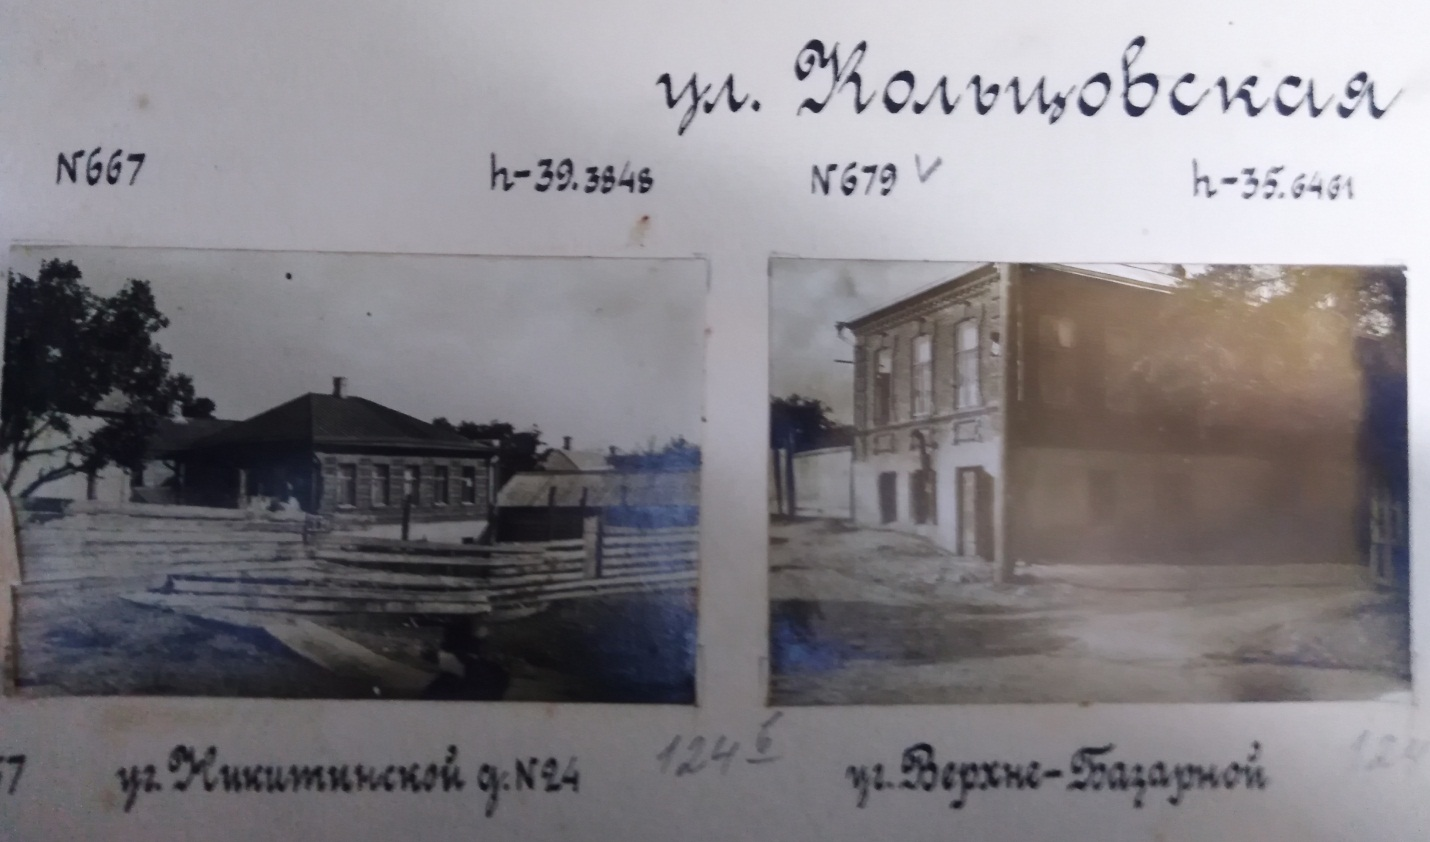 ул. Кольцовская
N667 h-39.3848 N679 h-35.6461
124б
уг. Никитинской д. N24 уг. Верхне-Базарной